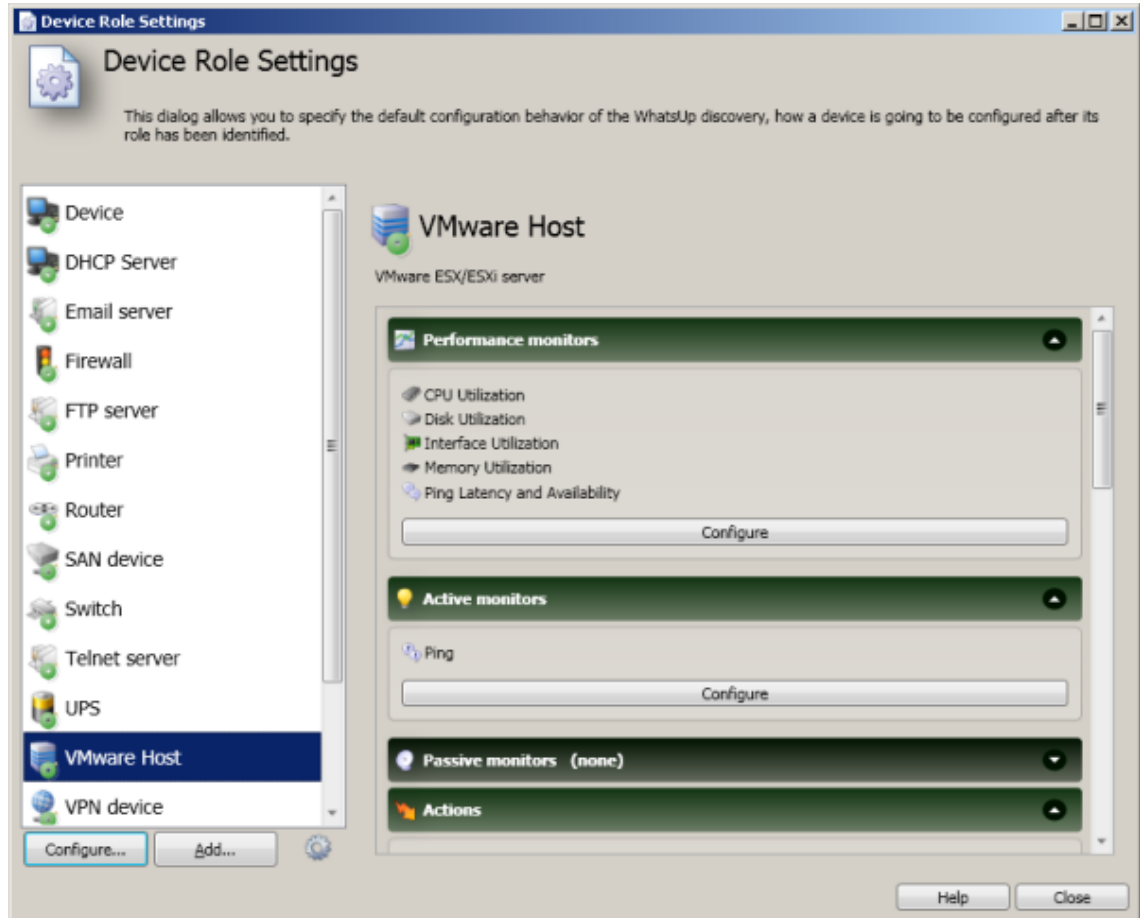 Device Role Settings
Device Role Settings
This dialog allows you to specify the default configuration behavior of the WhatsUp discovery, how a device is going to be configured after its
role has been identified.
Device
DHCP Server
Email server
Firewall
FTP server
Printer
Router
SAN device
Switch
Telnet server
UPS
VMware Host
VPN device
Configure...
Add...
VMware Host
VMware ESX/ESXi server
Performance monitors
CPU Utilization
Disk Utilization
Interface Utilization
Memory Utilization
Ping Latency and Availability
Configure
Active monitors
Ping
Configure
Passive monitors (none)
Actions
Help
Close